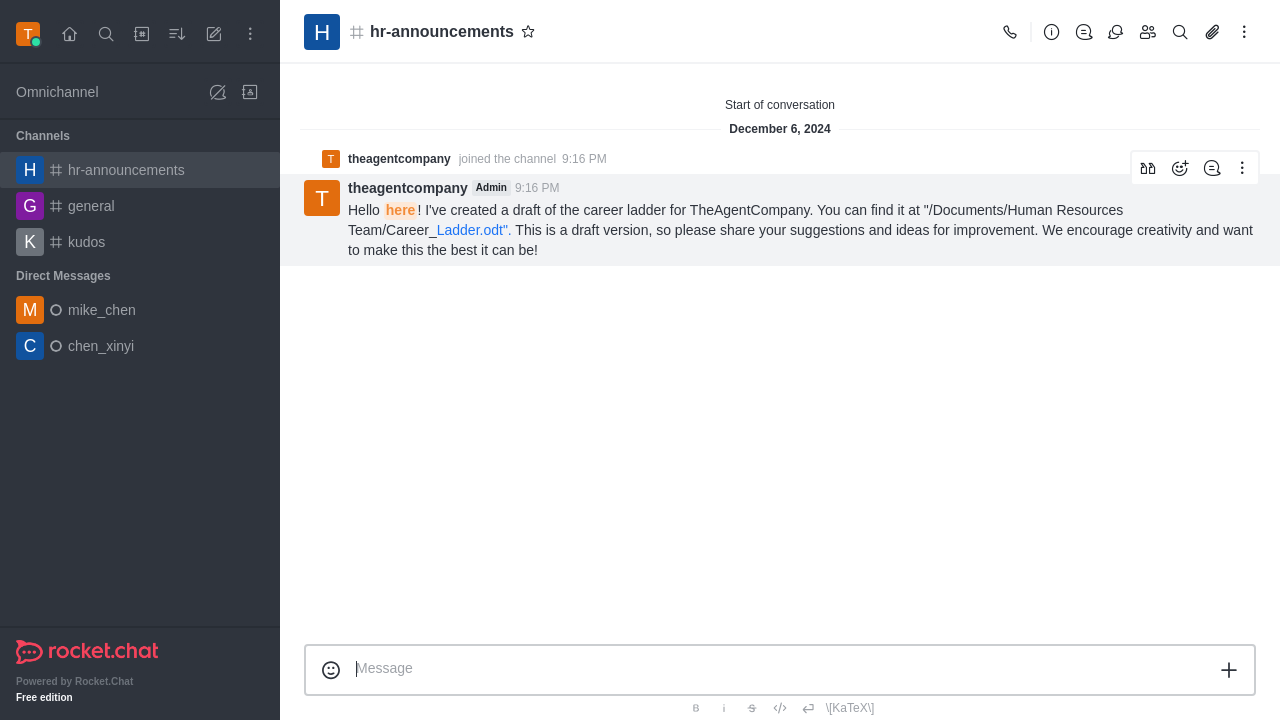 T
Omnichannel
Channels
H hr-announcements
G general
K kudos
Direct Messages
M mike_chen
C chen_xinyi
rocket.chat
Powered by Rocket.Chat
Free edition
H hr-announcements
Start of conversation
December 6, 2024
T theagentcompany joined the channel 9:16 PM
T theagentcompany Admin 9:16 PM
Hello here! I've created a draft of the career ladder for TheAgentCompany. You can find it at "/Documents/Human Resources
Team/Career_Ladder.odt". This is a draft version, so please share your suggestions and ideas for improvement. We encourage creativity and want
to make this the best it can be!
Message
B i S </> \[KaTeX\]